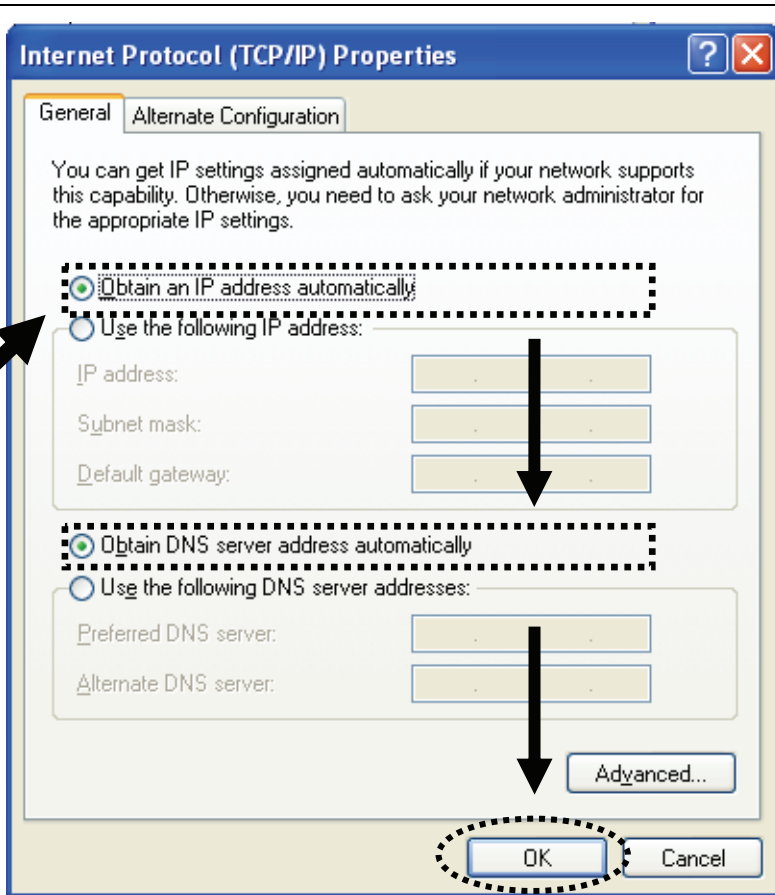 Internet Protocol (TCP/IP) Properties
General
Alternate Configuration
You can get IP settings assigned automatically if your network supports
this capability. Otherwise, you need to ask your network administrator for
the appropriate IP settings.
Obtain an IP address automatically
Use the following IP address:
IP address:
Subnet mask:
Default gateway:
Obtain DNS server address automatically
Use the following DNS server addresses:
Preferred DNS server:
Alternate DNS server:
Advanced...
OK
Cancel